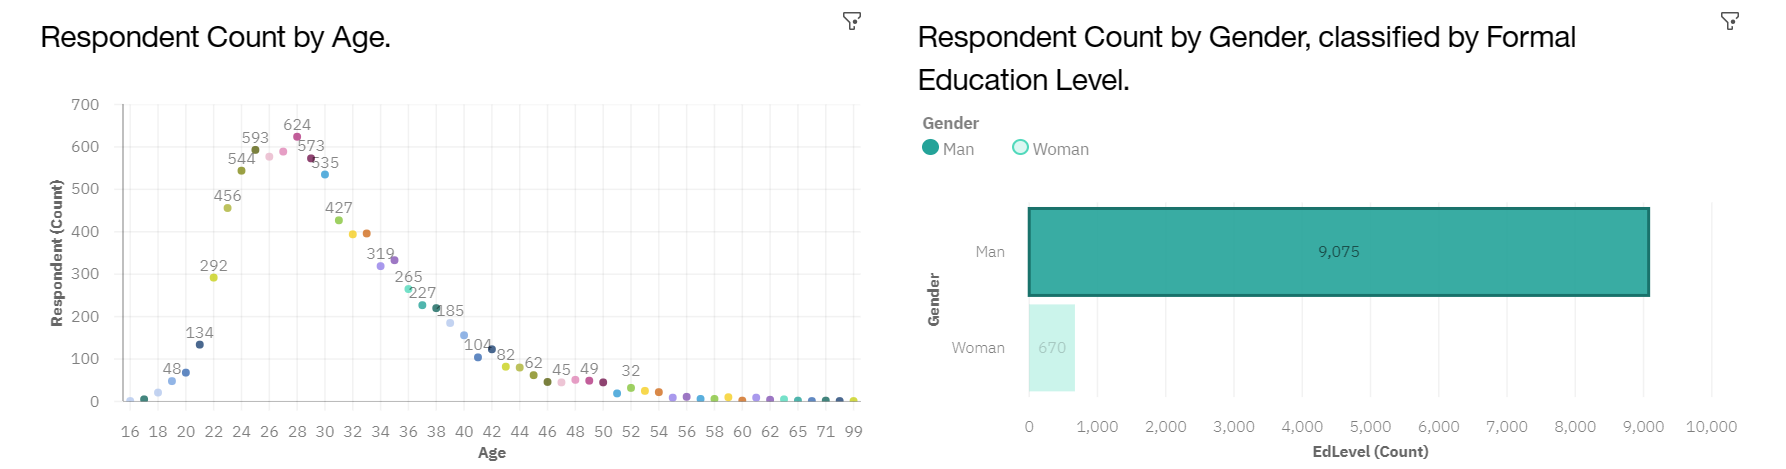 Respondent Count by Age.
700
600
500
400
300
200
100
0
Respondent (Count)
48
134
292
456
544
593
624
573
535
427
319
265
227
185
104
82
62
45
49
32
16 18 20 22 24 26 28 30 32 34 36 38 40 42 44 46 48 50 52 54 56 58 60 62 65 71 99
Age
Respondent Count by Gender, classified by Formal
Education Level.
Gender
Man Woman
Gender
Man
9,075
Woman
670
0 1,000 2,000 3,000 4,000 5,000 6,000 7,000 8,000 9,000 10,000
EdLevel (Count)